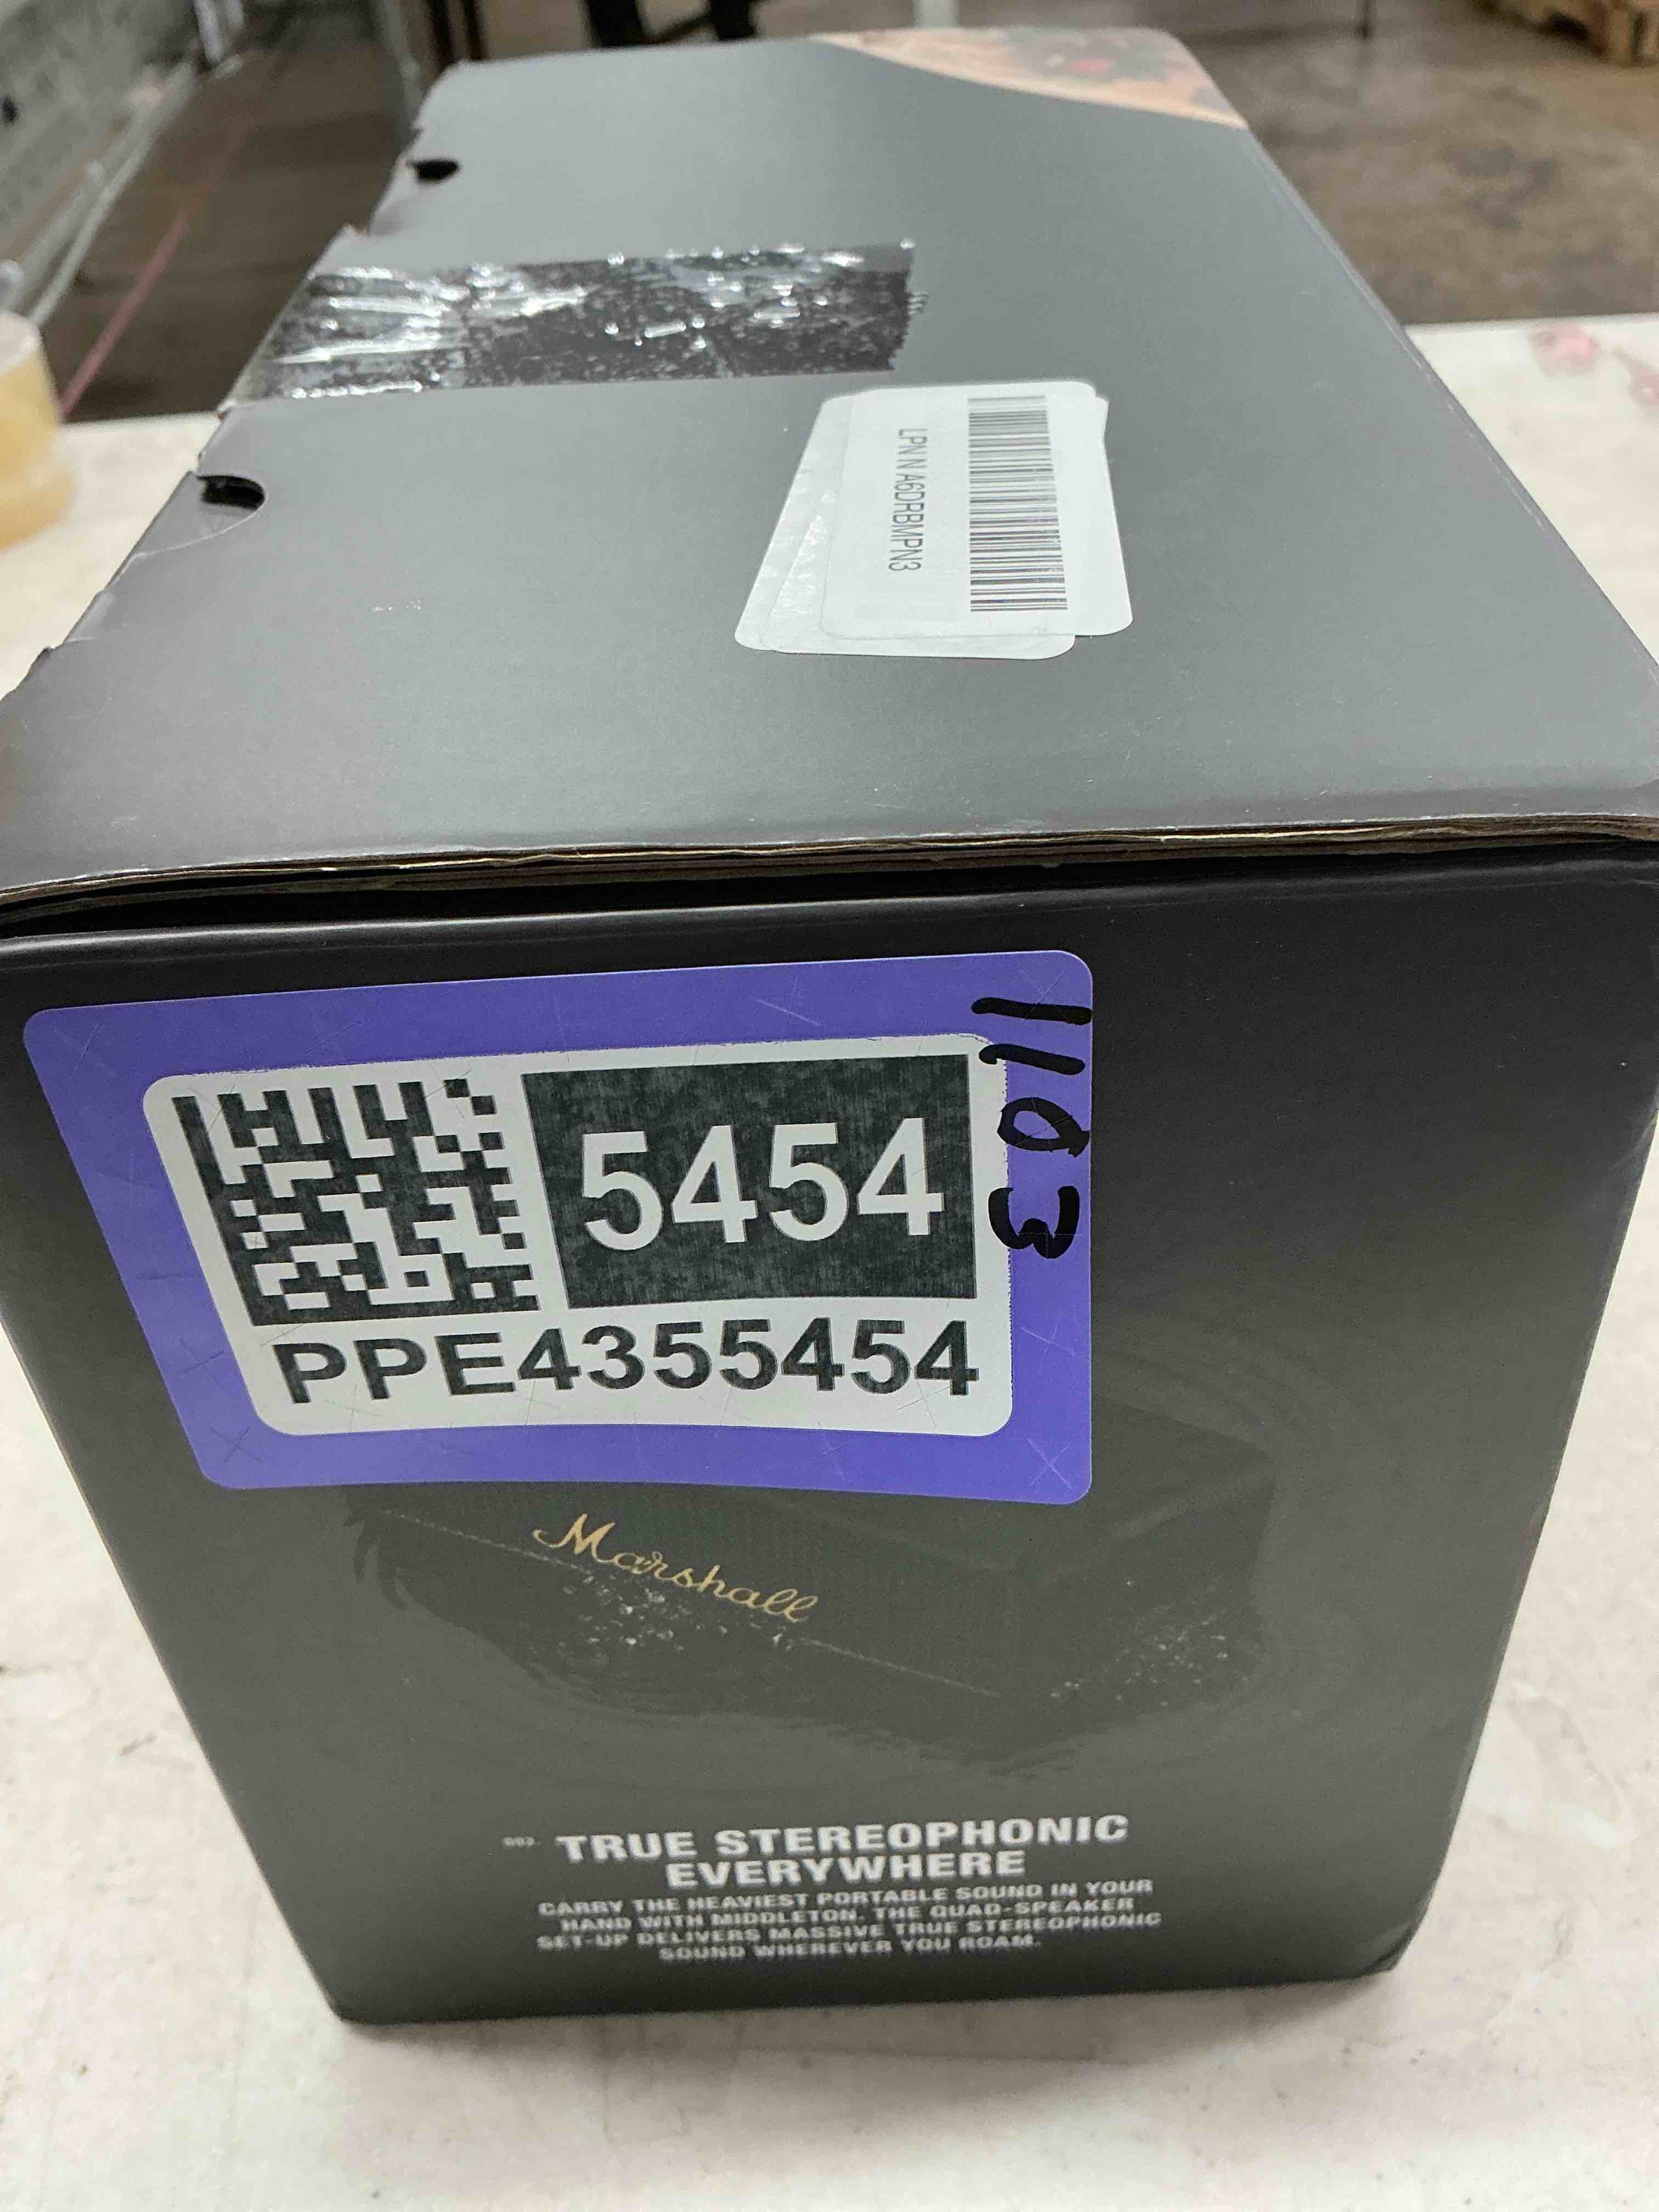 LPN N A6DRBMPN3
1103
5454
PPE4355454
Marshall
TRUE STEREOPHONIC
EVERYWHERE
CARRY THE HEAVIEST PORTABLE SOUND IN YOUR
HAND WITH MIDDLETON. THE QUAD-SPEAKER
SET-UP DELIVERS MASSIVE TRUE STEREOPHONIC
SOUND WHEREVER YOU ROAM.